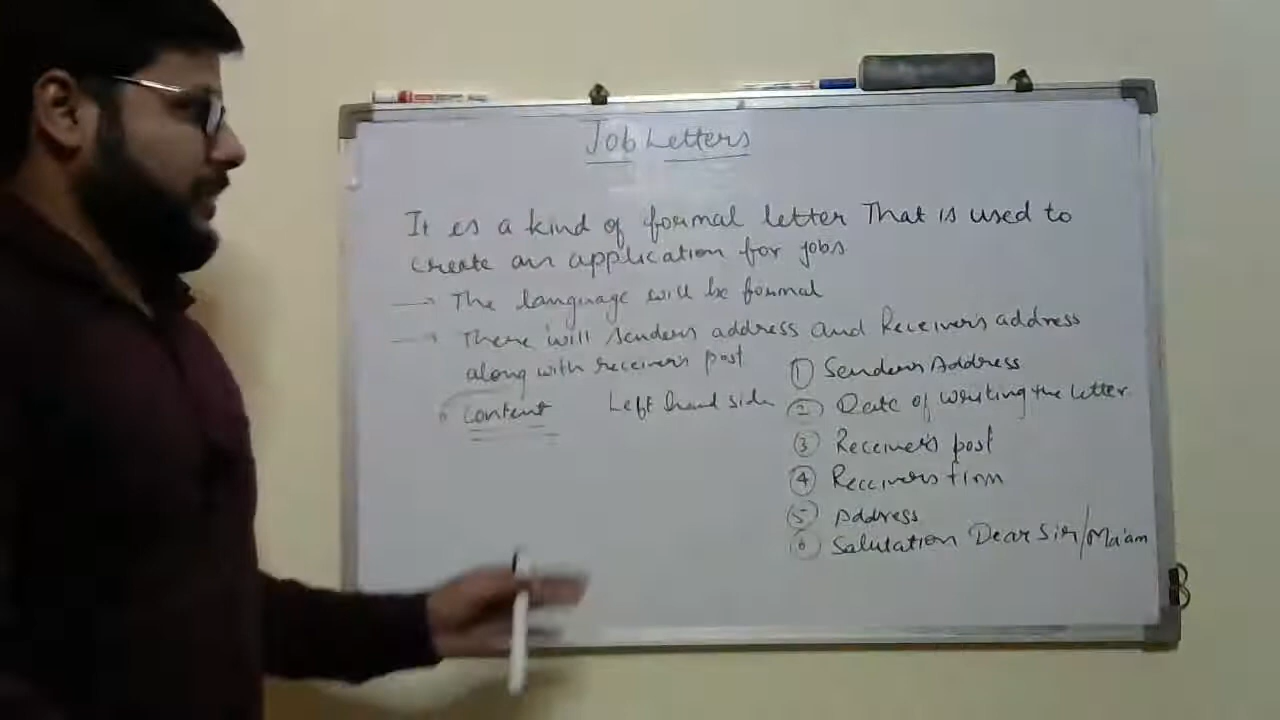 Job Letters
It is a kind of formal letter That is used to
create an application for jobs
→ The language will be formal
→ There will senders address and Receiver's address
along with receivers post
Content Left hand side
① Senders Address
② Date of writing the letter
③ Receiver's post
④ Receivers firm
⑤ Address
⑥ Salutation Dear Sir/Ma'am